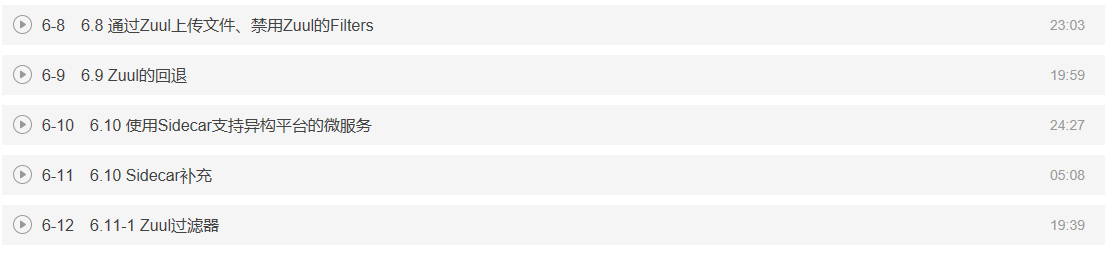 6-8 6.8 通过Zuul上传文件、禁用Zuul的Filters 23:03
6-9 6.9 Zuul的回退 19:59
6-10 6.10 使用Sidecar支持异构平台的微服务 24:27
6-11 6.10 Sidecar补充 05:08
6-12 6.11-1 Zuul过滤器 19:39